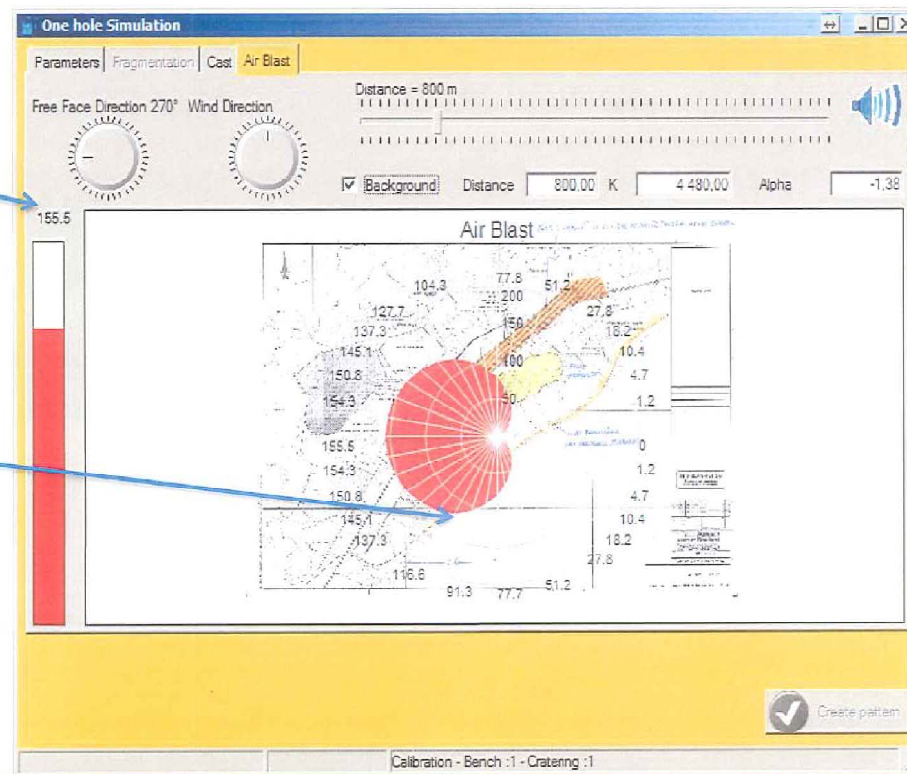 One hole Simulation
Parameters Fragmentation Cast Air Blast
Free Face Direction 270° Wind Direction
Distance = 800 m
Background Distance 800,00 K 4 480,00 Alpha -1,38
155.5
Air Blast
77.8
104.3 51.2
200
127.7 27.8
137.3 150 18.2
145.1 10.4
100
150.8 4.7
154.3 50 1.2
155.5 0
154.3 1.2
150.8 4.7
145.1 10.4
137.3 18.2
27.8
116.6 51.2
91.3 77.7
Create pattern
Calibration - Bench :1 - Cratering :1